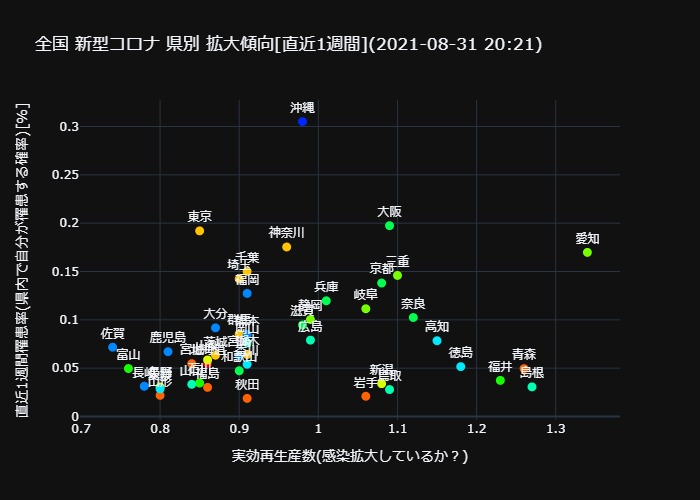 全国 新型コロナ 県別 拡大傾向[直近1週間](2021-08-31 20:21)
直近1週間罹患率(県内で自分が罹患する確率)[%]
0.3
0.25
0.2
0.15
0.1
0.05
0
沖縄
東京
大阪
神奈川
愛知
千葉
埼玉
三重
京都
福岡
兵庫
岐阜
静岡
滋賀
奈良
大分
群馬
広島
高知
佐賀
鹿児島
富山
徳島
青森
福井
島根
新潟
鳥取
岩手
秋田
福島
和歌山
長崎
山形
0.7
0.8
0.9
1
1.1
1.2
1.3
実効再生産数(感染拡大しているか？)